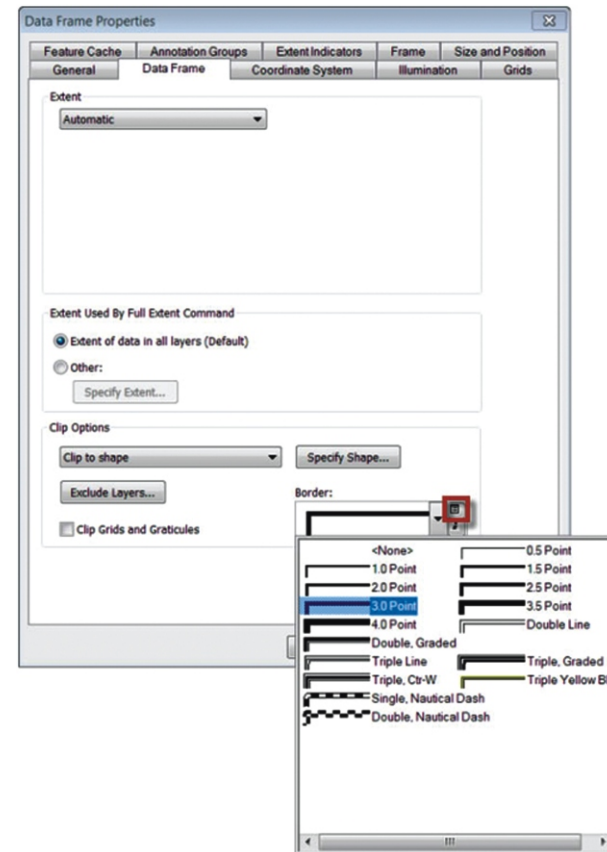 Data Frame Properties
Feature Cache Annotation Groups Extent Indicators Frame Size and Position
General Data Frame Coordinate System Illumination Grids
Extent
Automatic
Extent Used By Full Extent Command
Extent of data in all layers (Default)
Other:
Specify Extent...
Clip Options
Clip to shape Specify Shape...
Exclude Layers... Border:
Clip Grids and Graticules
<None> 0.5 Point
1.0 Point 1.5 Point
2.0 Point 2.5 Point
3.0 Point 3.5 Point
4.0 Point Double Line
Double, Graded
Triple Line Triple, Graded
Triple, Ctr-W Triple Yellow
Single, Nautical Dash
Double, Nautical Dash